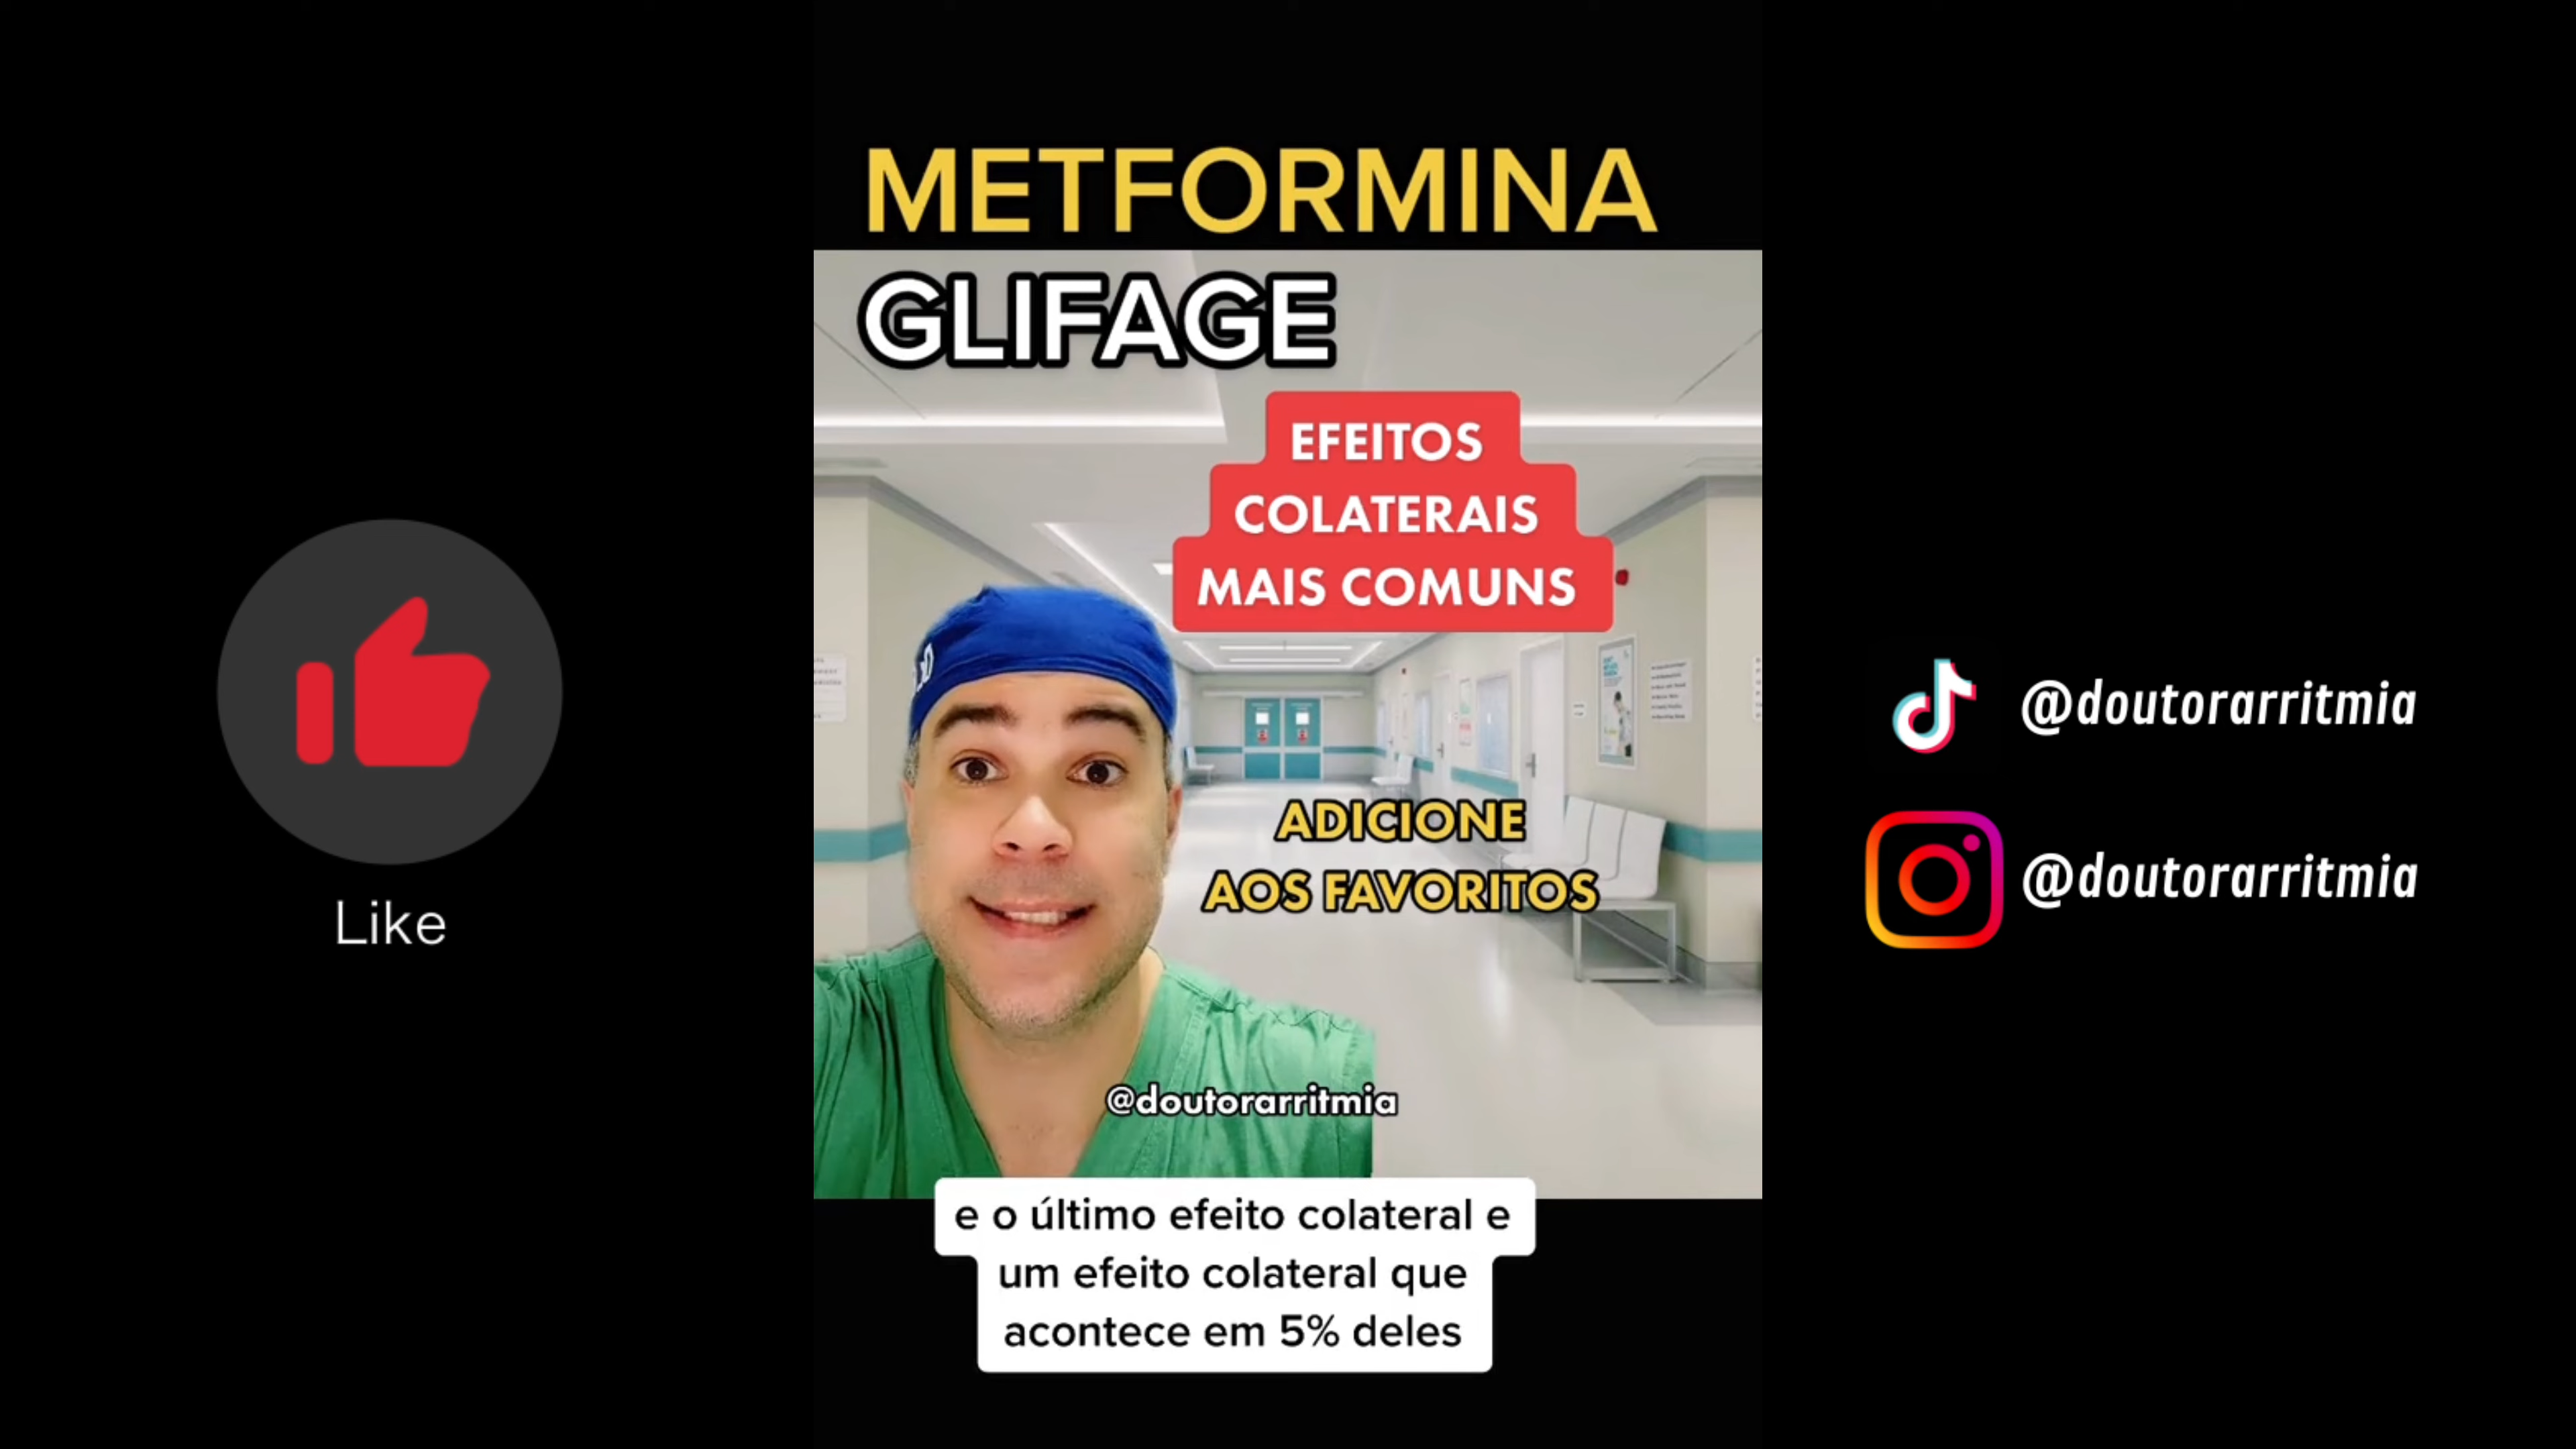 METFORMINA
GLIFAGE
EFEITOS
COLATERAIS
MAIS COMUNS
ADICIONE
AOS FAVORITOS
@doutorarritmia
e o último efeito colateral e
um efeito colateral que
acontece em 5% deles
Like
@doutorarritmia
@doutorarritmia